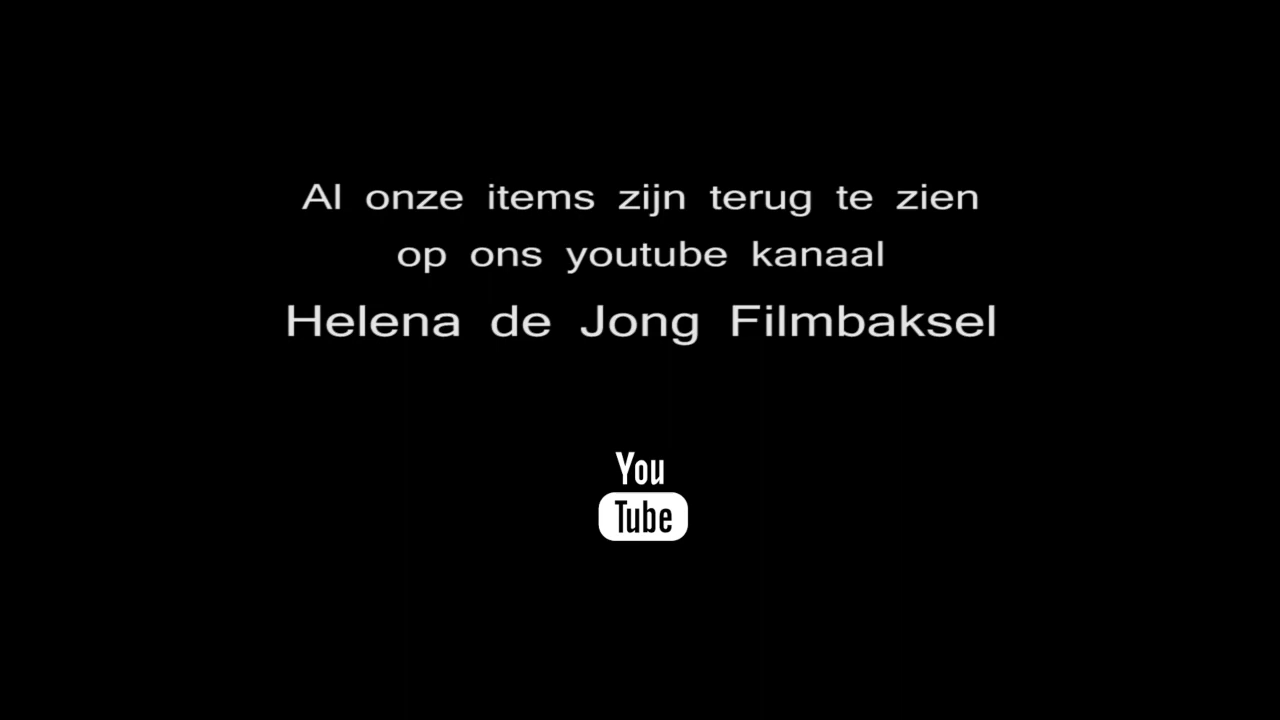 Al onze items zijn terug te zien
op ons youtube kanaal
Helena de Jong Filmbaksel
You
Tube